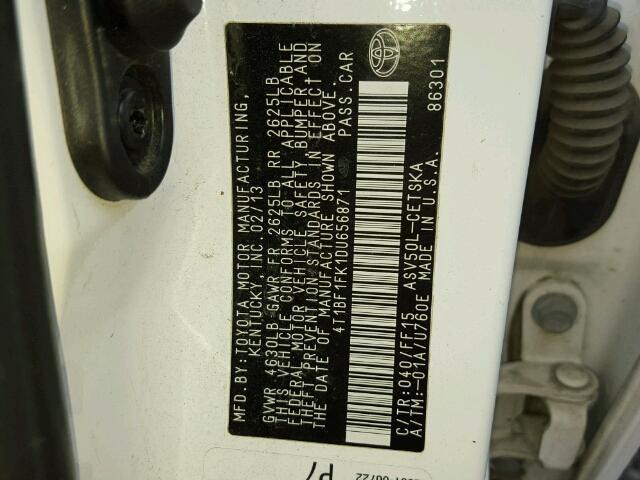 MFD. BY:TOYOTA MOTOR MANUFACTURING,
KENTUCKY, INC. 02/13
GVWR 4630LB GAWR FR 2625LB RR 2625LB
THIS VEHICLE CONFORMS TO ALL APPLICABLE
FEDERAL MOTOR VEHICLE SAFETY, BUMPER, AND
THEFT PREVENTION STANDARDS IN EFFECT ON
THE DATE OF MANUFACTURE SHOWN ABOVE.
4T1BF1FK1DU656871 PASS.CAR
C/TR:040/FF15 ASV50L-CETSKA
A/TM:-01A/U760E MADE IN U.S.A. 86301
P7